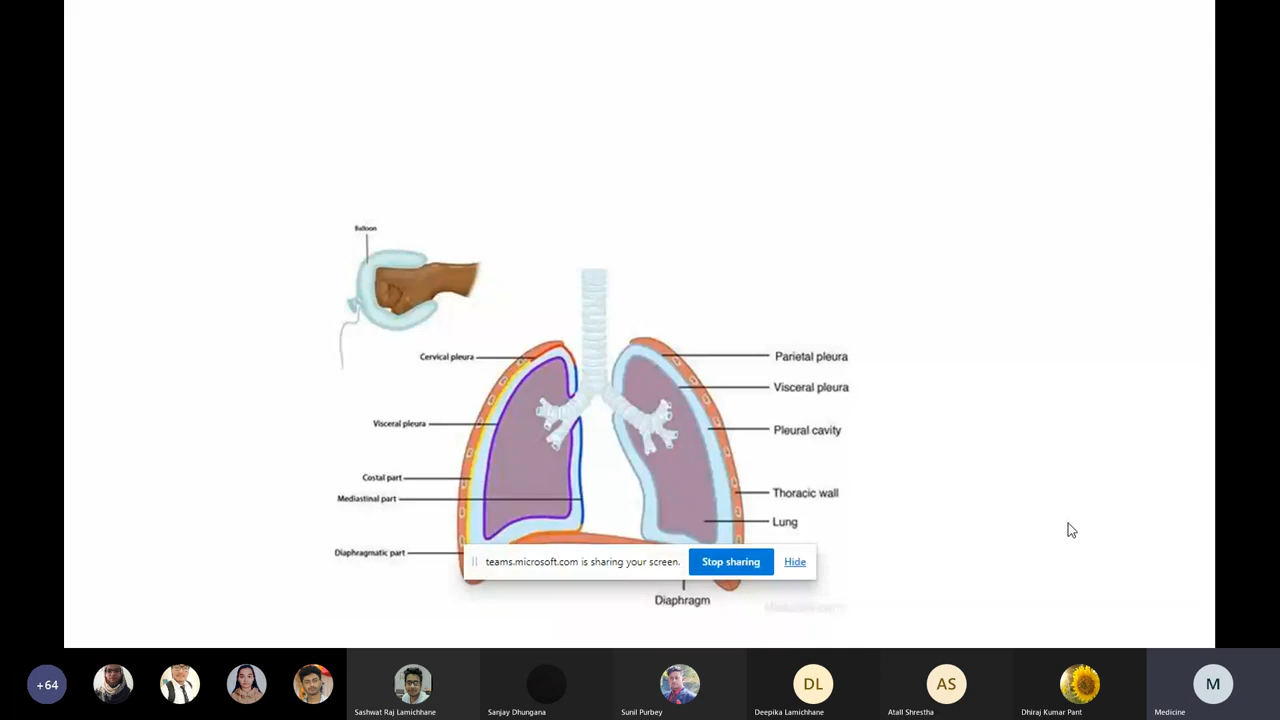 Balloon
Cervical pleura
Visceral pleura
Costal part
Mediastinal part
Diaphragmatic part
Parietal pleura
Visceral pleura
Pleural cavity
Thoracic wall
Lung
teams.microsoft.com is sharing your screen.
Stop sharing
Hide
Diaphragm
+64
Sashwat Raj Lamichhane
Sanjay Dhungana
Sunil Purbey
DL
Deepika Lamichhane
AS
Atall Shrestha
Dhiraj Kumar Pant
M
Medicine